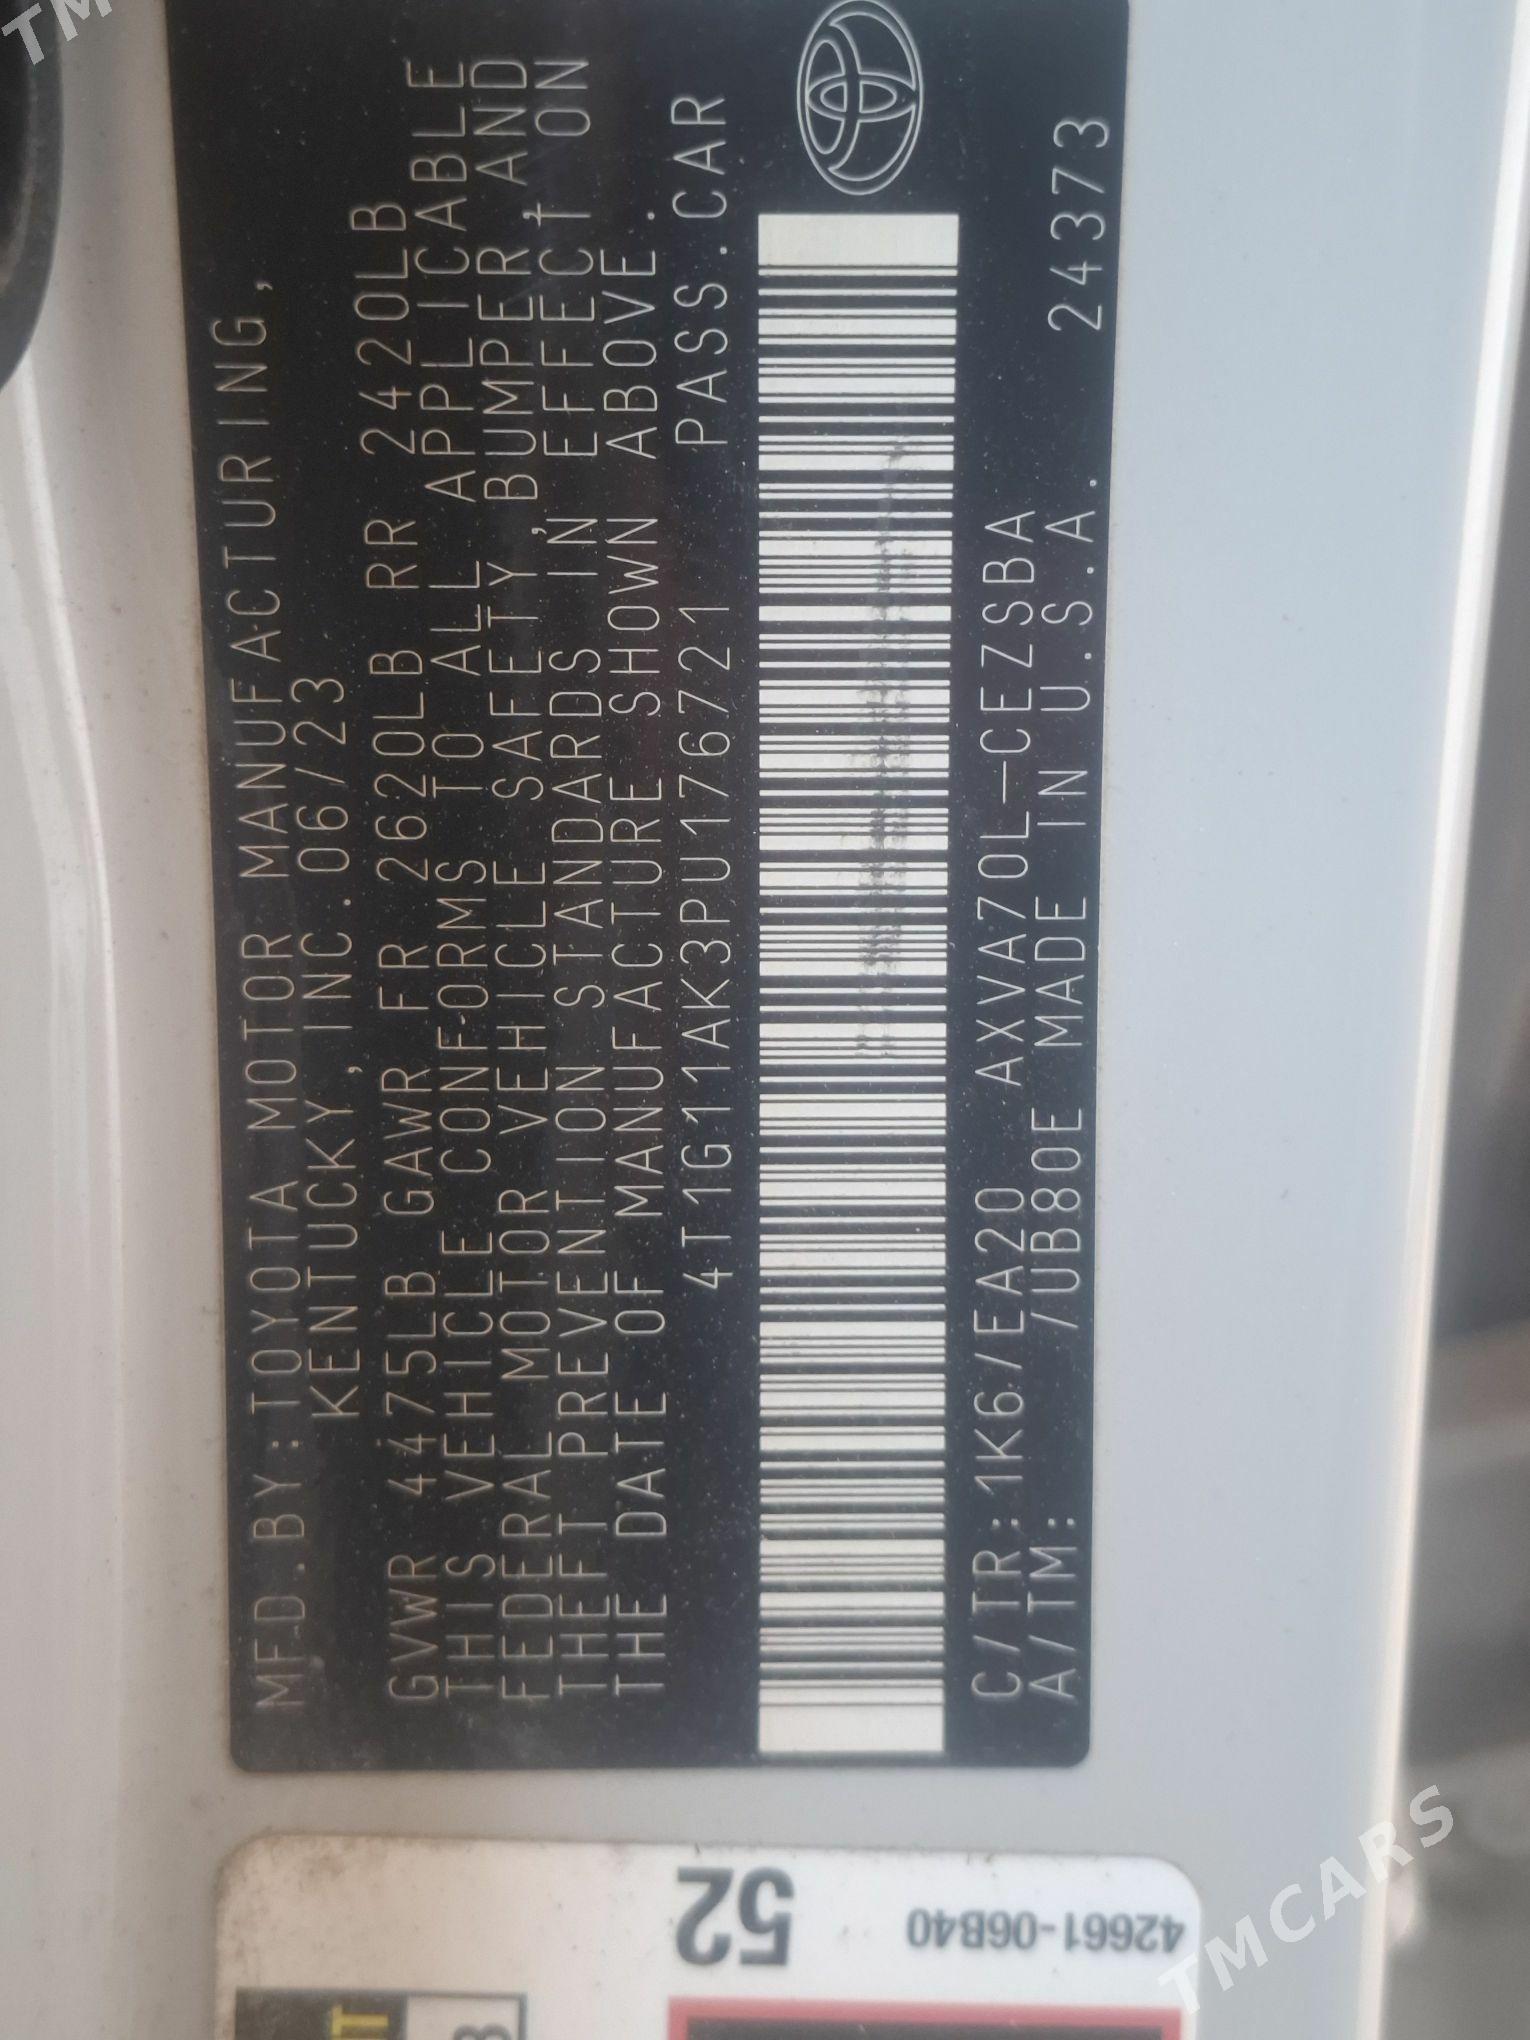 MFD.BY:TOYOTA MOTOR MANUFACTURING,
KENTUCKY, INC. 06/23
GVWR 4475LB GAWR FR 2620LB RR 2420LB
THIS VEHICLE CONFORMS TO ALL APPLICABLE
FEDERAL MOTOR VEHICLE SAFETY, BUMPER AND
THEFT PREVENTION STANDARDS IN EFFECT ON
THE DATE OF MANUFACTURE SHOWN ABOVE.
4T1G11AK3PU176721 PASS.CAR
C/TR: 1K6/EA20 AXVA70L-CEZSBA
A/TM: /UB80E MADE IN U.S.A. 24373
52
42661-06B40
TMCARS